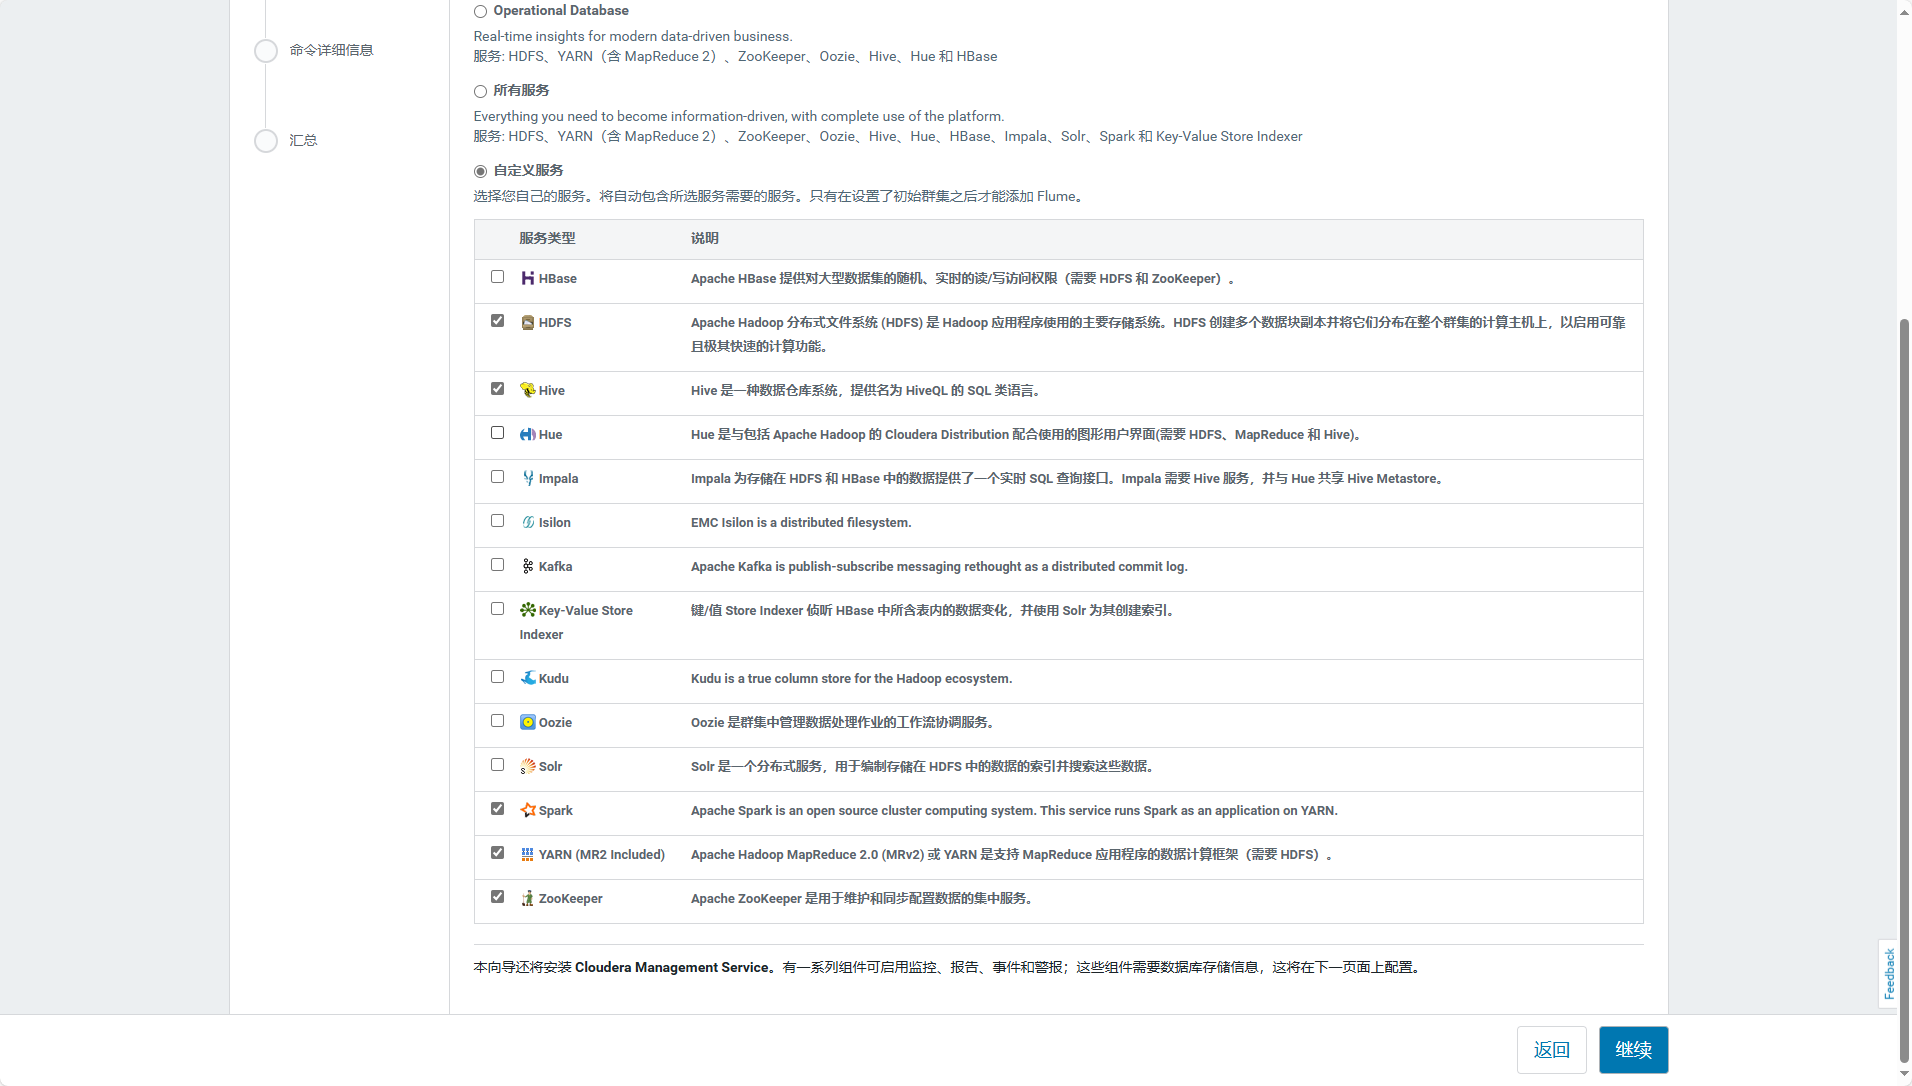 命令详细信息
汇总
Operational Database
Real-time insights for modern data-driven business.
服务: HDFS、YARN（含 MapReduce 2）、ZooKeeper、Oozie、Hive、Hue 和 HBase
所有服务
Everything you need to become information-driven, with complete use of the platform.
服务: HDFS、YARN（含 MapReduce 2）、ZooKeeper、Oozie、Hive、Hue、HBase、Impala、Solr、Spark 和 Key-Value Store Indexer
自定义服务
选择您自己的服务。将自动包含所选服务需要的服务。只有在设置了初始群集之后才能添加 Flume。
服务类型 说明
HBase Apache HBase 提供对大型数据集的随机、实时的读/写访问权限（需要 HDFS 和 ZooKeeper）。
HDFS Apache Hadoop 分布式文件系统 (HDFS) 是 Hadoop 应用程序使用的主要存储系统。HDFS 创建多个数据块副本并将它们分布在整个群集的计算主机上，以启用可靠
且极其快速的计算功能。
Hive Hive 是一种数据仓库系统，提供名为 HiveQL 的 SQL 类语言。
Hue Hue 是与包括 Apache Hadoop 的 Cloudera Distribution 配合使用的图形用户界面(需要 HDFS、MapReduce 和 Hive)。
Impala Impala 为存储在 HDFS 和 HBase 中的数据提供了一个实时 SQL 查询接口。Impala 需要 Hive 服务，并与 Hue 共享 Hive Metastore。
Isilon EMC Isilon is a distributed filesystem.
Kafka Apache Kafka is publish-subscribe messaging rethought as a distributed commit log.
Key-Value Store 键/值 Store Indexer 侦听 HBase 中所含表内的数据变化，并使用 Solr 为其创建索引。
Indexer
Kudu Kudu is a true column store for the Hadoop ecosystem.
Oozie Oozie 是群集中管理数据处理作业的工作流协调服务。
Solr Solr 是一个分布式服务，用于编制存储在 HDFS 中的数据的索引并搜索这些数据。
Spark Apache Spark is an open source cluster computing system. This service runs Spark as an application on YARN.
YARN (MR2 Included) Apache Hadoop MapReduce 2.0 (MRv2) 或 YARN 是支持 MapReduce 应用程序的数据计算框架（需要 HDFS）。
ZooKeeper Apache ZooKeeper 是用于维护和同步配置数据的集中服务。
本向导还将安装 Cloudera Management Service。有一系列组件可启用监控、报告、事件和警报；这些组件需要数据库存储信息，这将在下一页面上配置。
Feedback
返回 继续